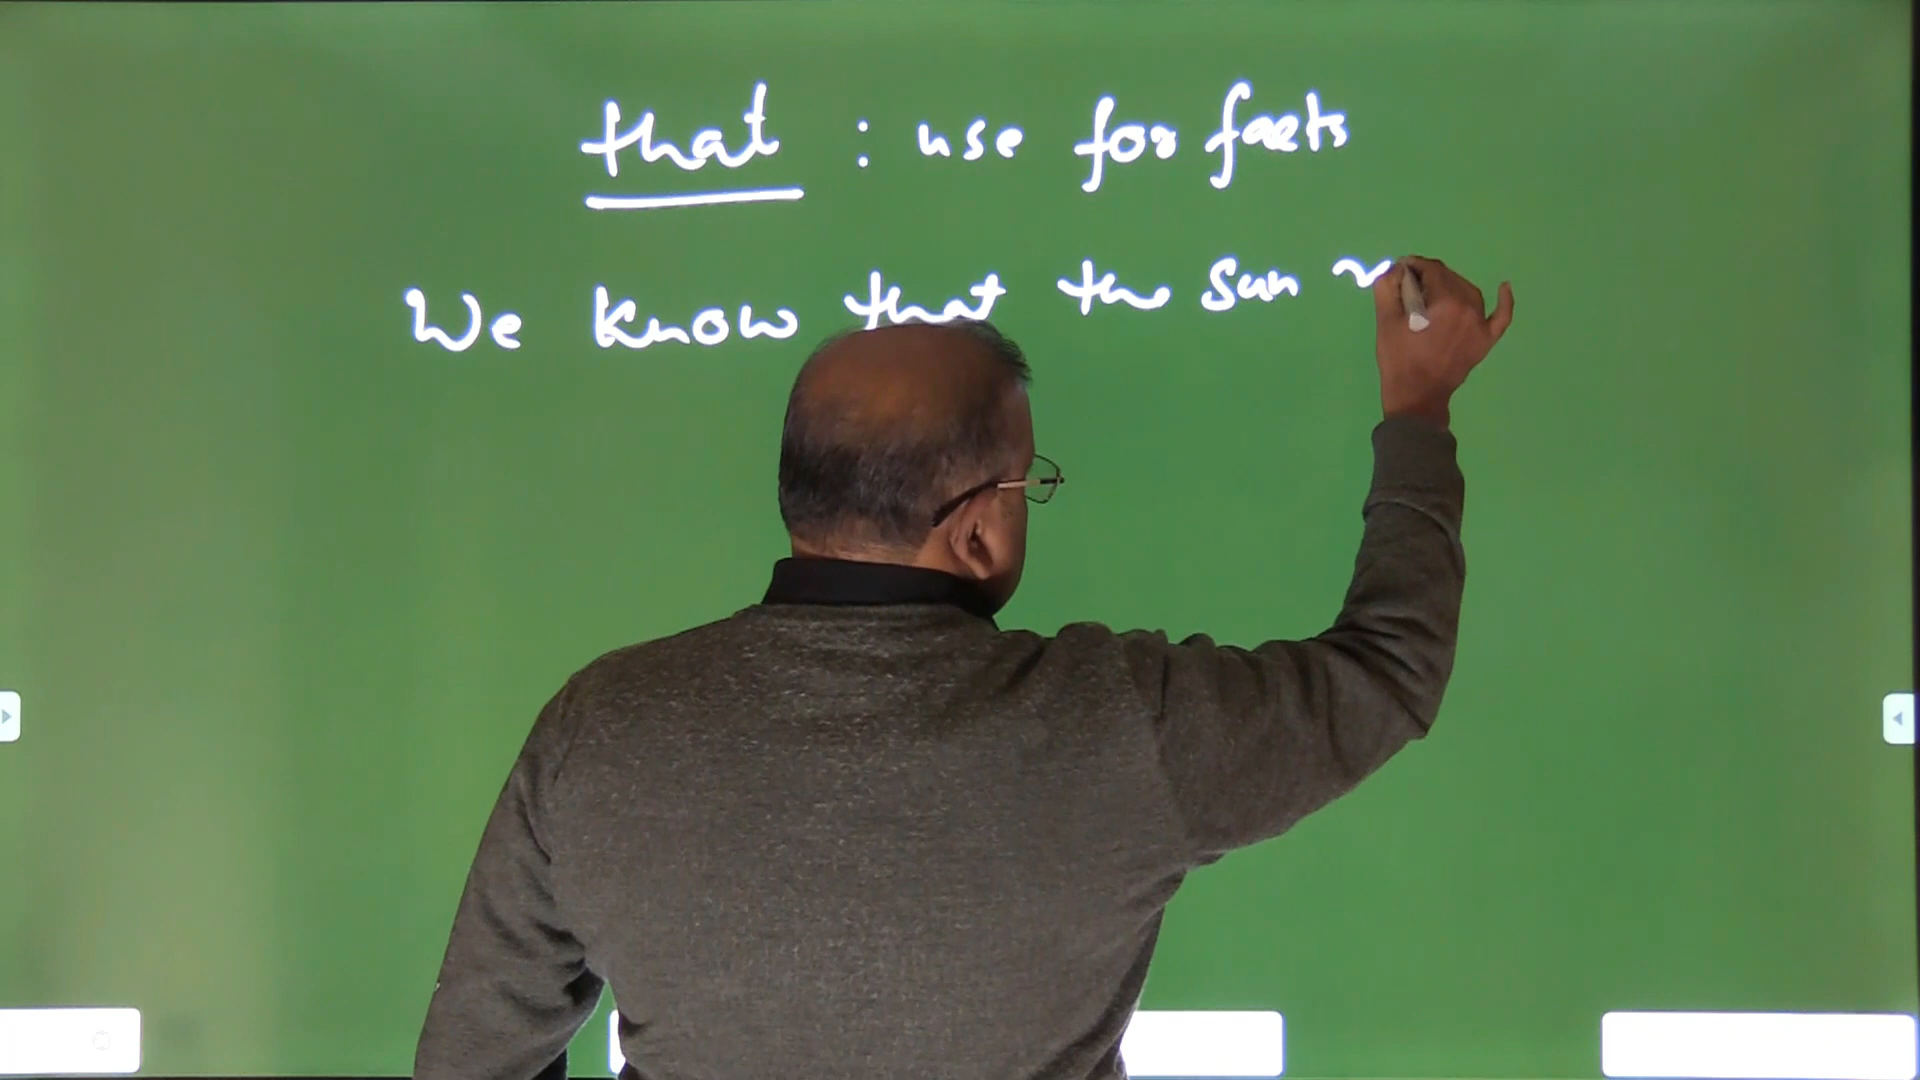 that : use for facts
We know that the sun r